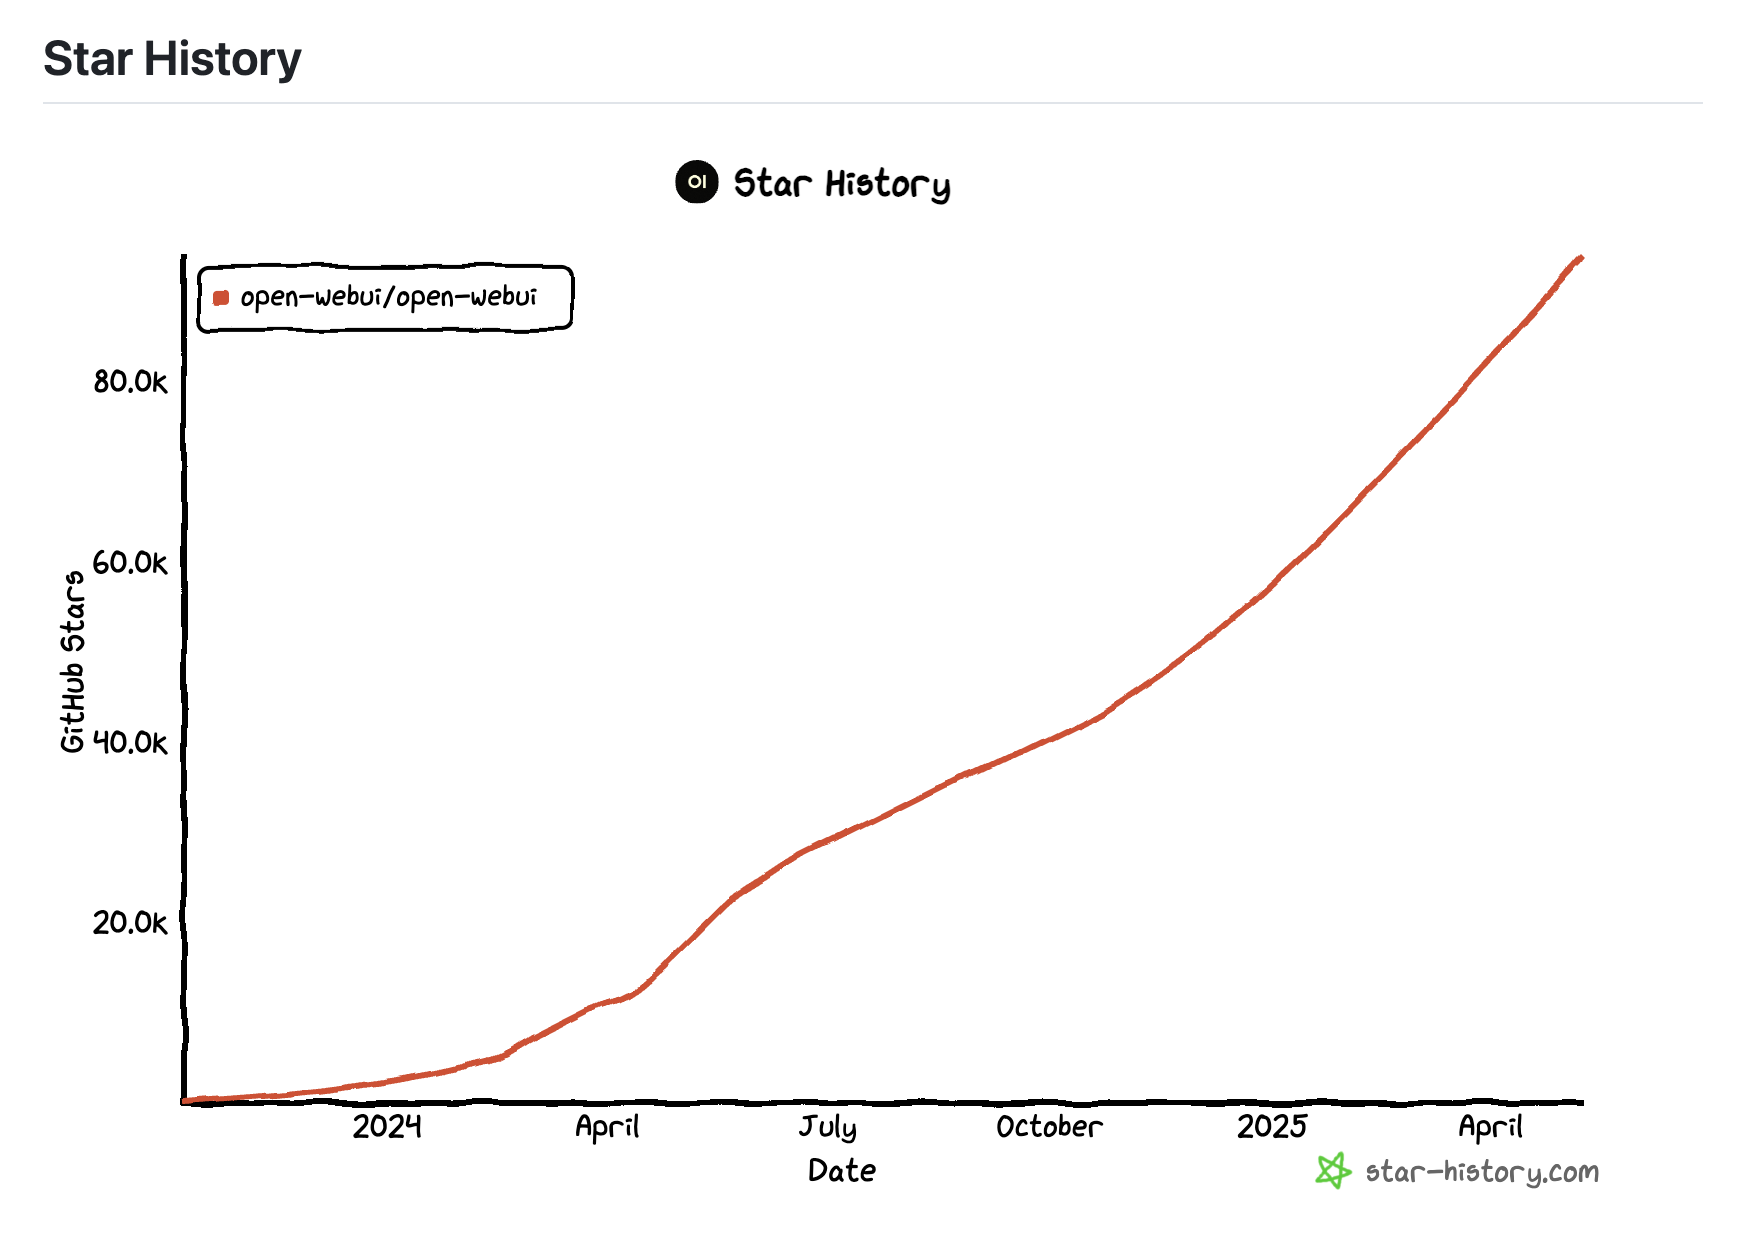 Star History
OI Star History
open-webui/open-webui
80.0K
60.0K
40.0K
20.0K
GitHub Stars
2024 April July October 2025 April
Date
star-history.com